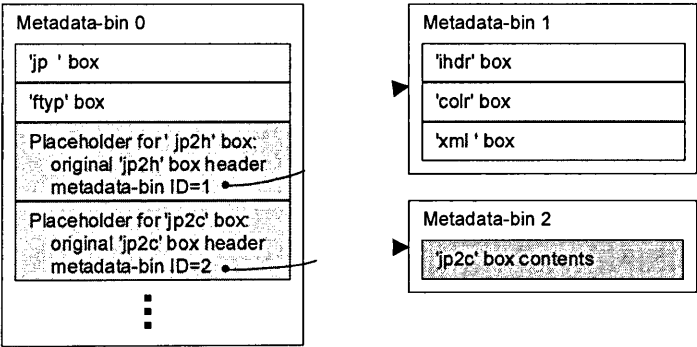 Metadata-bin 0
'jp  ' box
'ftyp' box
Placeholder for ' jp2h' box:
original 'jp2h' box header
metadata-bin ID=1
Placeholder for 'jp2c' box:
original 'jp2c' box header
metadata-bin ID=2
Metadata-bin 1
'ihdr' box
'colr' box
'xml ' box
Metadata-bin 2
'jp2c' box contents